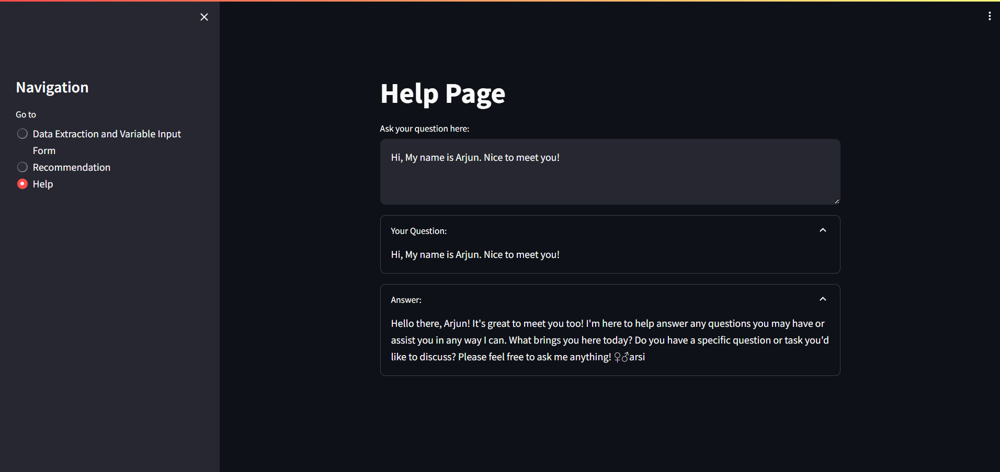 Navigation
Go to
Data Extraction and Variable Input
Form
Recommendation
Help
Help Page
Ask your question here:
Hi, My name is Arjun. Nice to meet you!
Your Question:
Hi, My name is Arjun. Nice to meet you!
Answer:
Hello there, Arjun! It's great to meet you too! I'm here to help answer any questions you may have or
assist you in any way I can. What brings you here today? Do you have a specific question or task you'd
like to discuss? Please feel free to ask me anything! ♀♂arsi